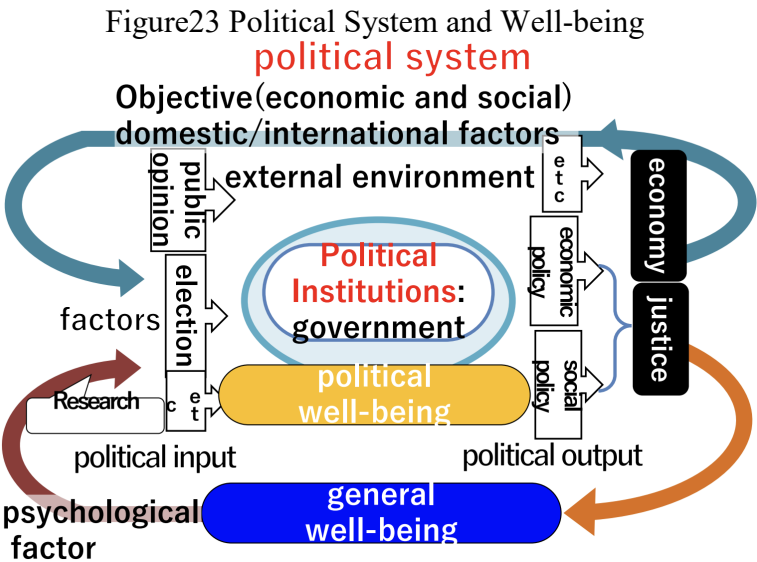 Figure23 Political System and Well-being
political system
Objective(economic and social)
domestic/international factors
public
opinion
external environment
etc
economy
Political
Institutions:
government
election
economic
policy
factors
justice
political
well-being
social
policy
Research
etc
political input
political output
general
well-being
psychological
factor